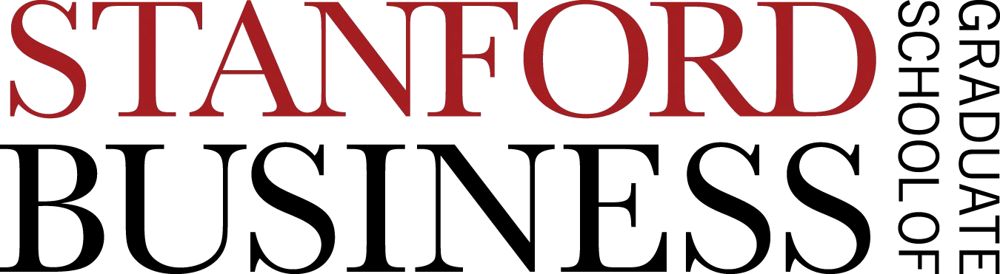 STANFORD
BUSINESS
GRADUATE
SCHOOL OF